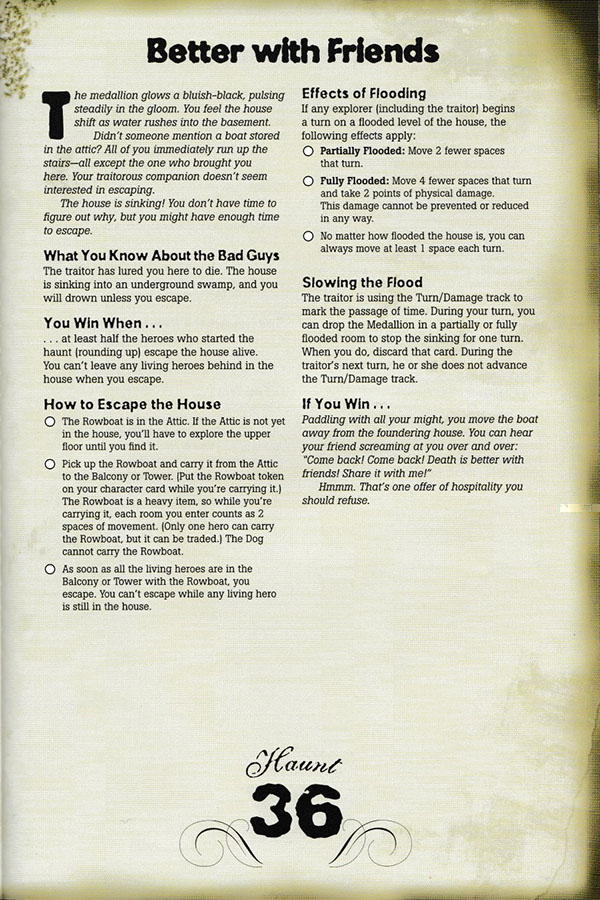 Better with Friends
The medallion glows a bluish-black, pulsing
steadily in the gloom. You feel the house
shift as water rushes into the basement.
Didn't someone mention a boat stored
in the attic? All of you immediately run up the
stairs—all except the one who brought you
here. Your traitorous companion doesn't seem
interested in escaping.
The house is sinking! You don't have time to
figure out why, but you might have enough time
to escape.
What You Know About the Bad Guys
The traitor has lured you here to die. The house
is sinking into an underground swamp, and you
will drown unless you escape.
You Win When . . .
. . . at least half the heroes who started the
haunt (rounding up) escape the house alive.
You can't leave any living heroes behind in the
house when you escape.
How to Escape the House
The Rowboat is in the Attic. If the Attic is not yet
in the house, you'll have to explore the upper
floor until you find it.
Pick up the Rowboat and carry it from the Attic
to the Balcony or Tower. (Put the Rowboat token
on your character card while you're carrying it.)
The Rowboat is a heavy item, so while you're
carrying it, each room you enter counts as 2
spaces of movement. (Only one hero can carry
the Rowboat, but it can be traded.) The Dog
cannot carry the Rowboat.
As soon as all the living heroes are in the
Balcony or Tower with the Rowboat, you
escape. You can't escape while any living hero
is still in the house.
Effects of Flooding
If any explorer (including the traitor) begins
a turn on a flooded level of the house, the
following effects apply:
Partially Flooded: Move 2 fewer spaces
that turn.
Fully Flooded: Move 4 fewer spaces that turn
and take 2 points of physical damage.
This damage cannot be prevented or reduced
in any way.
No matter how flooded the house is, you can
always move at least 1 space each turn.
Slowing the Flood
The traitor is using the Turn/Damage track to
mark the passage of time. During your turn, you
can drop the Medallion in a partially or fully
flooded room to stop the sinking for one turn.
When you do, discard that card. During the
traitor's next turn, he or she does not advance
the Turn/Damage track.
If You Win . . .
Paddling with all your might, you move the boat
away from the foundering house. You can hear
your friend screaming at you over and over:
"Come back! Come back! Death is better with
friends! Share it with me!"
Hmmm. That's one offer of hospitality you
should refuse.
Haunt
36